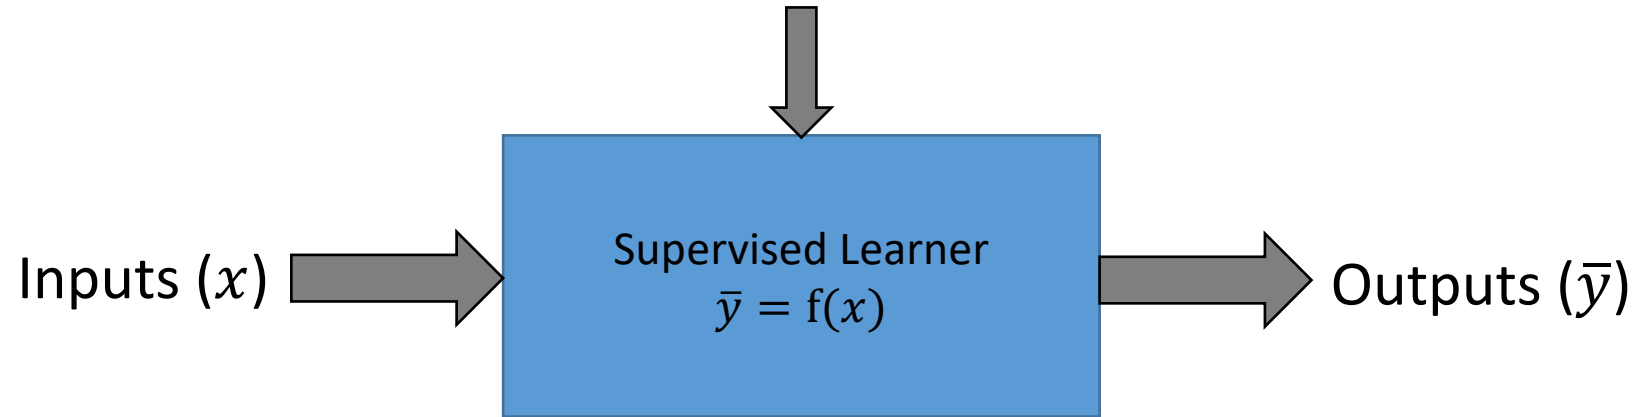 Supervised Learner
ȳ = f(x)
Inputs (x)
Outputs (ȳ)